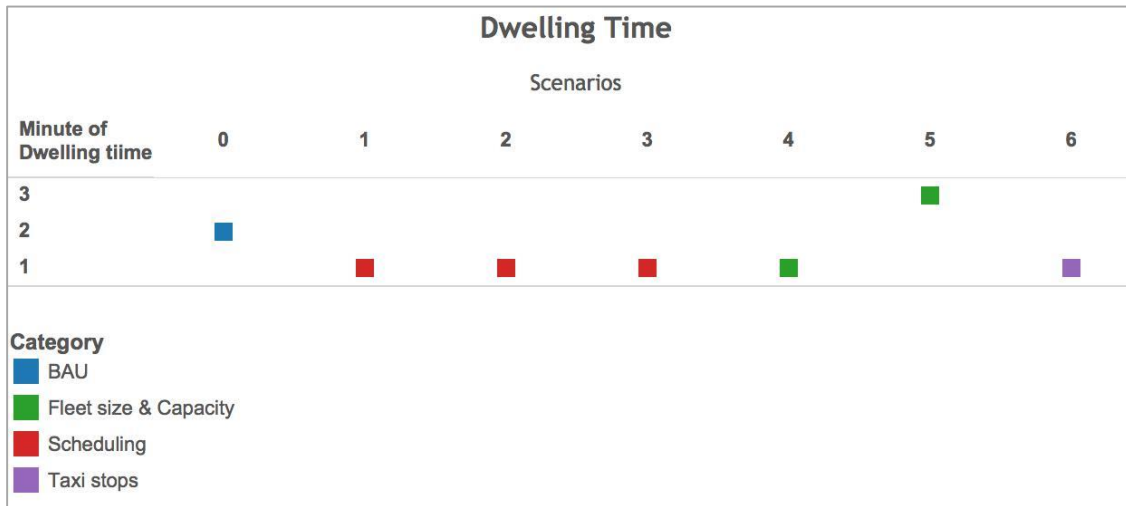 Dwelling Time
Scenarios
Minute of
Dwelling tiime
0 1 2 3 4 5 6
3
2
1
Category
BAU
Fleet size & Capacity
Scheduling
Taxi stops